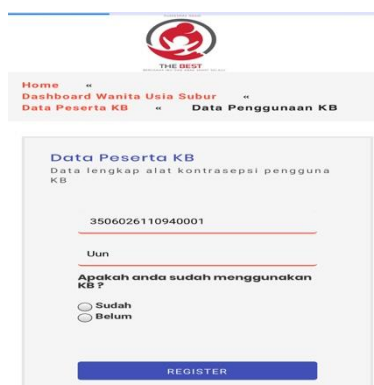 THE BEST
Home «
Dashboard Wanita Usia Subur «
Data Peserta KB « Data Penggunaan KB
Data Peserta KB
Data lengkap alat kontrasepsi pengguna
KB
3506026110940001
Uun
Apakah anda sudah menggunakan
KB ?
Sudah
Belum
REGISTER